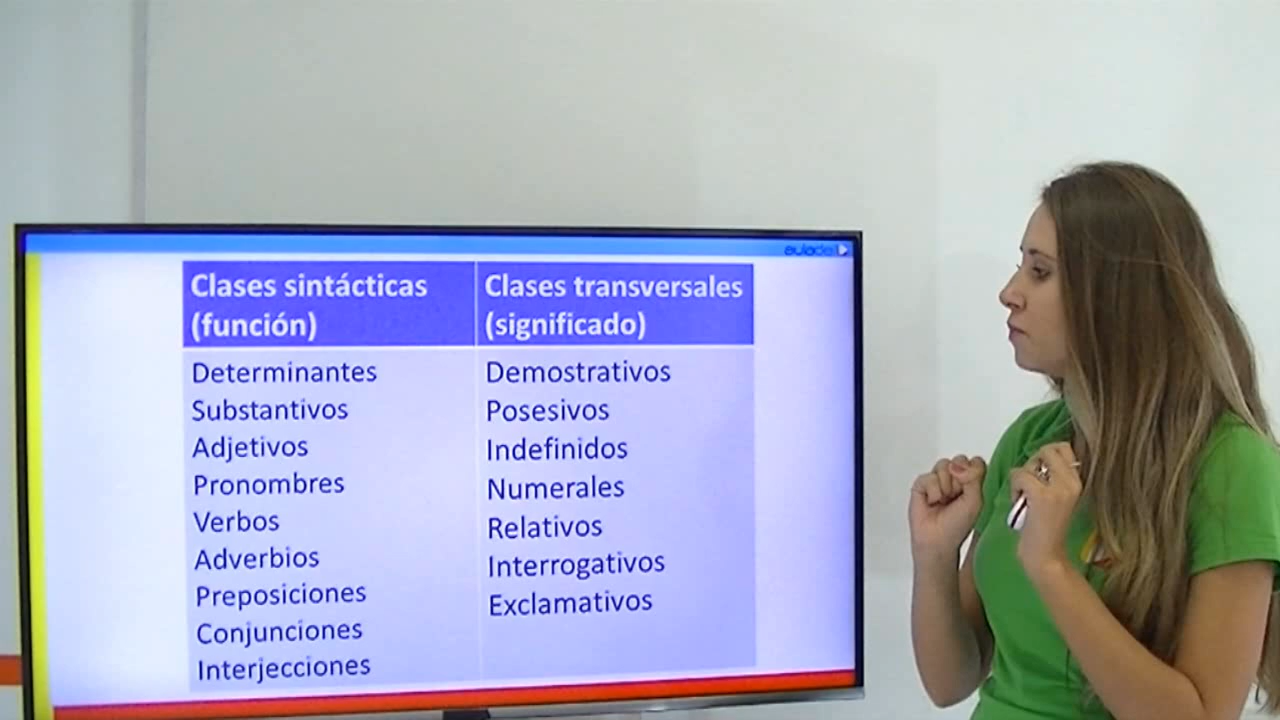 Clases sintácticas
(función)
Determinantes
Substantivos
Adjetivos
Pronombres
Verbos
Adverbios
Preposiciones
Conjunciones
Interjecciones
Clases transversales
(significado)
Demostrativos
Posesivos
Indefinidos
Numerales
Relativos
Interrogativos
Exclamativos